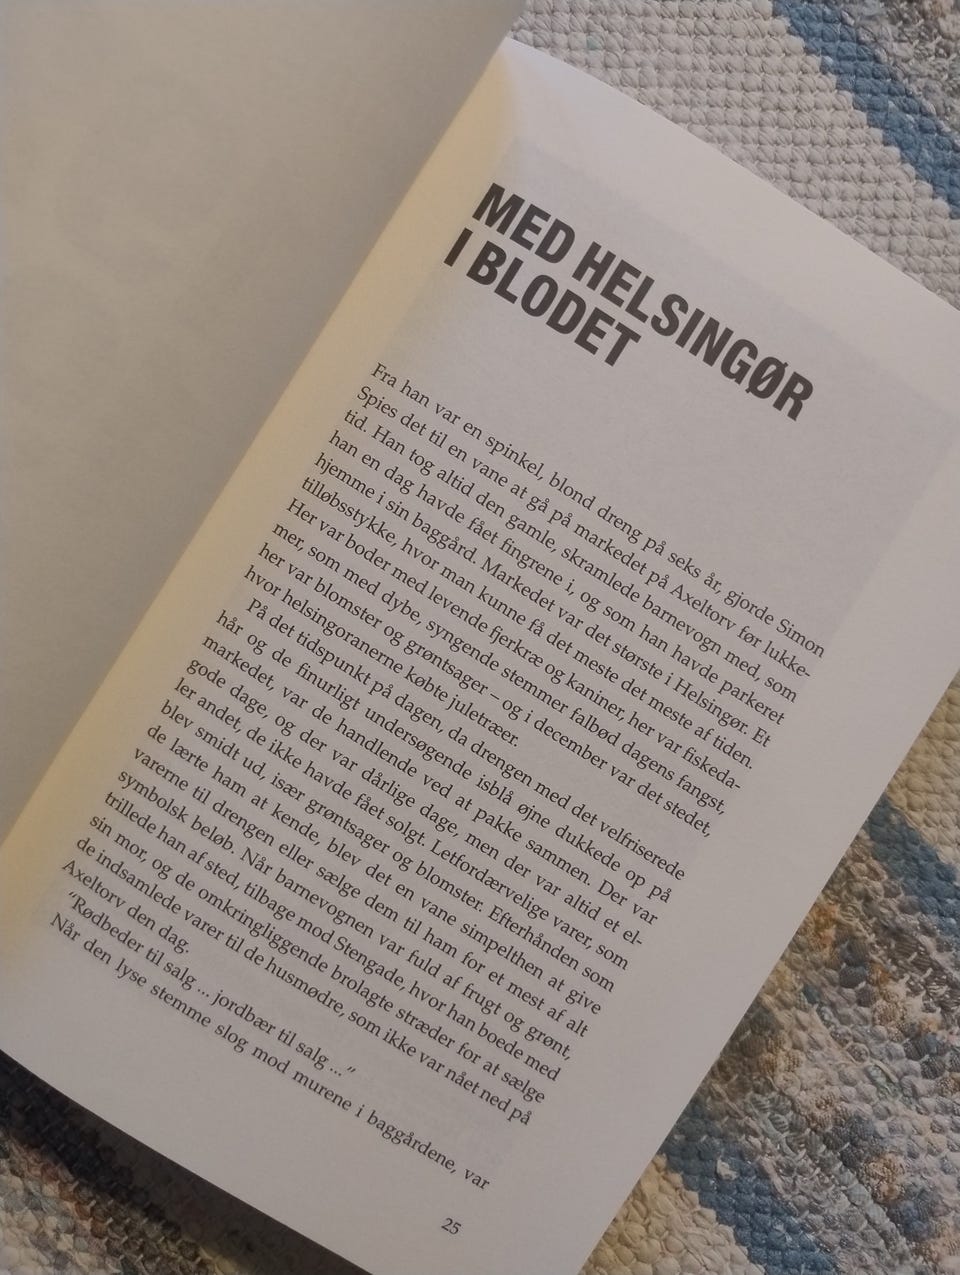 MED HELSINGØR
I BLODET
Fra han var en spinkel, blond dreng på seks år, gjorde Simon
Spies det til en vane at gå på markedet på Axeltorv før lukke-
tid. Han tog altid den gamle, skramlede barnevogn med, som
han en dag havde fået fingrene i, og som han havde parkeret
hjemme i sin baggård. Markedet var det største i Helsingør. Et
tilløbsstykke, hvor man kunne få det meste det meste af tiden.
Her var boder med levende fjerkræ og kaniner, her var fiskeda-
mer, som med dybe, syngende stemmer falbød dagens fangst,
her var blomster og grøntsager – og i december var det stedet,
hvor helsingoranerne købte juletræer.
På det tidspunkt på dagen, da drengen med det velfriserede
hår og de finurligt undersøgende isblå øjne dukkede op på
markedet, var de handlende ved at pakke sammen. Der var
gode dage, og der var dårlige dage, men der var altid et el-
ler andet, de ikke havde fået solgt. Letfordærvelige varer, som
blev smidt ud, især grøntsager og blomster. Efterhånden som
de lærte ham at kende, blev det en vane simpelthen at give
varerne til drengen eller sælge dem til ham for et mest af alt
symbolsk beløb. Når barnevognen var fuld af frugt og grønt,
trillede han af sted, tilbage mod Stengade, hvor han boede med
sin mor, og de omkringliggende brolagte stræder for at sælge
de indsamlede varer til de husmødre, som ikke var nået ned på
Axeltorv den dag.
"Rødbeder til salg ... jordbær til salg ..."
Når den lyse stemme slog mod murene i baggårdene, var
25